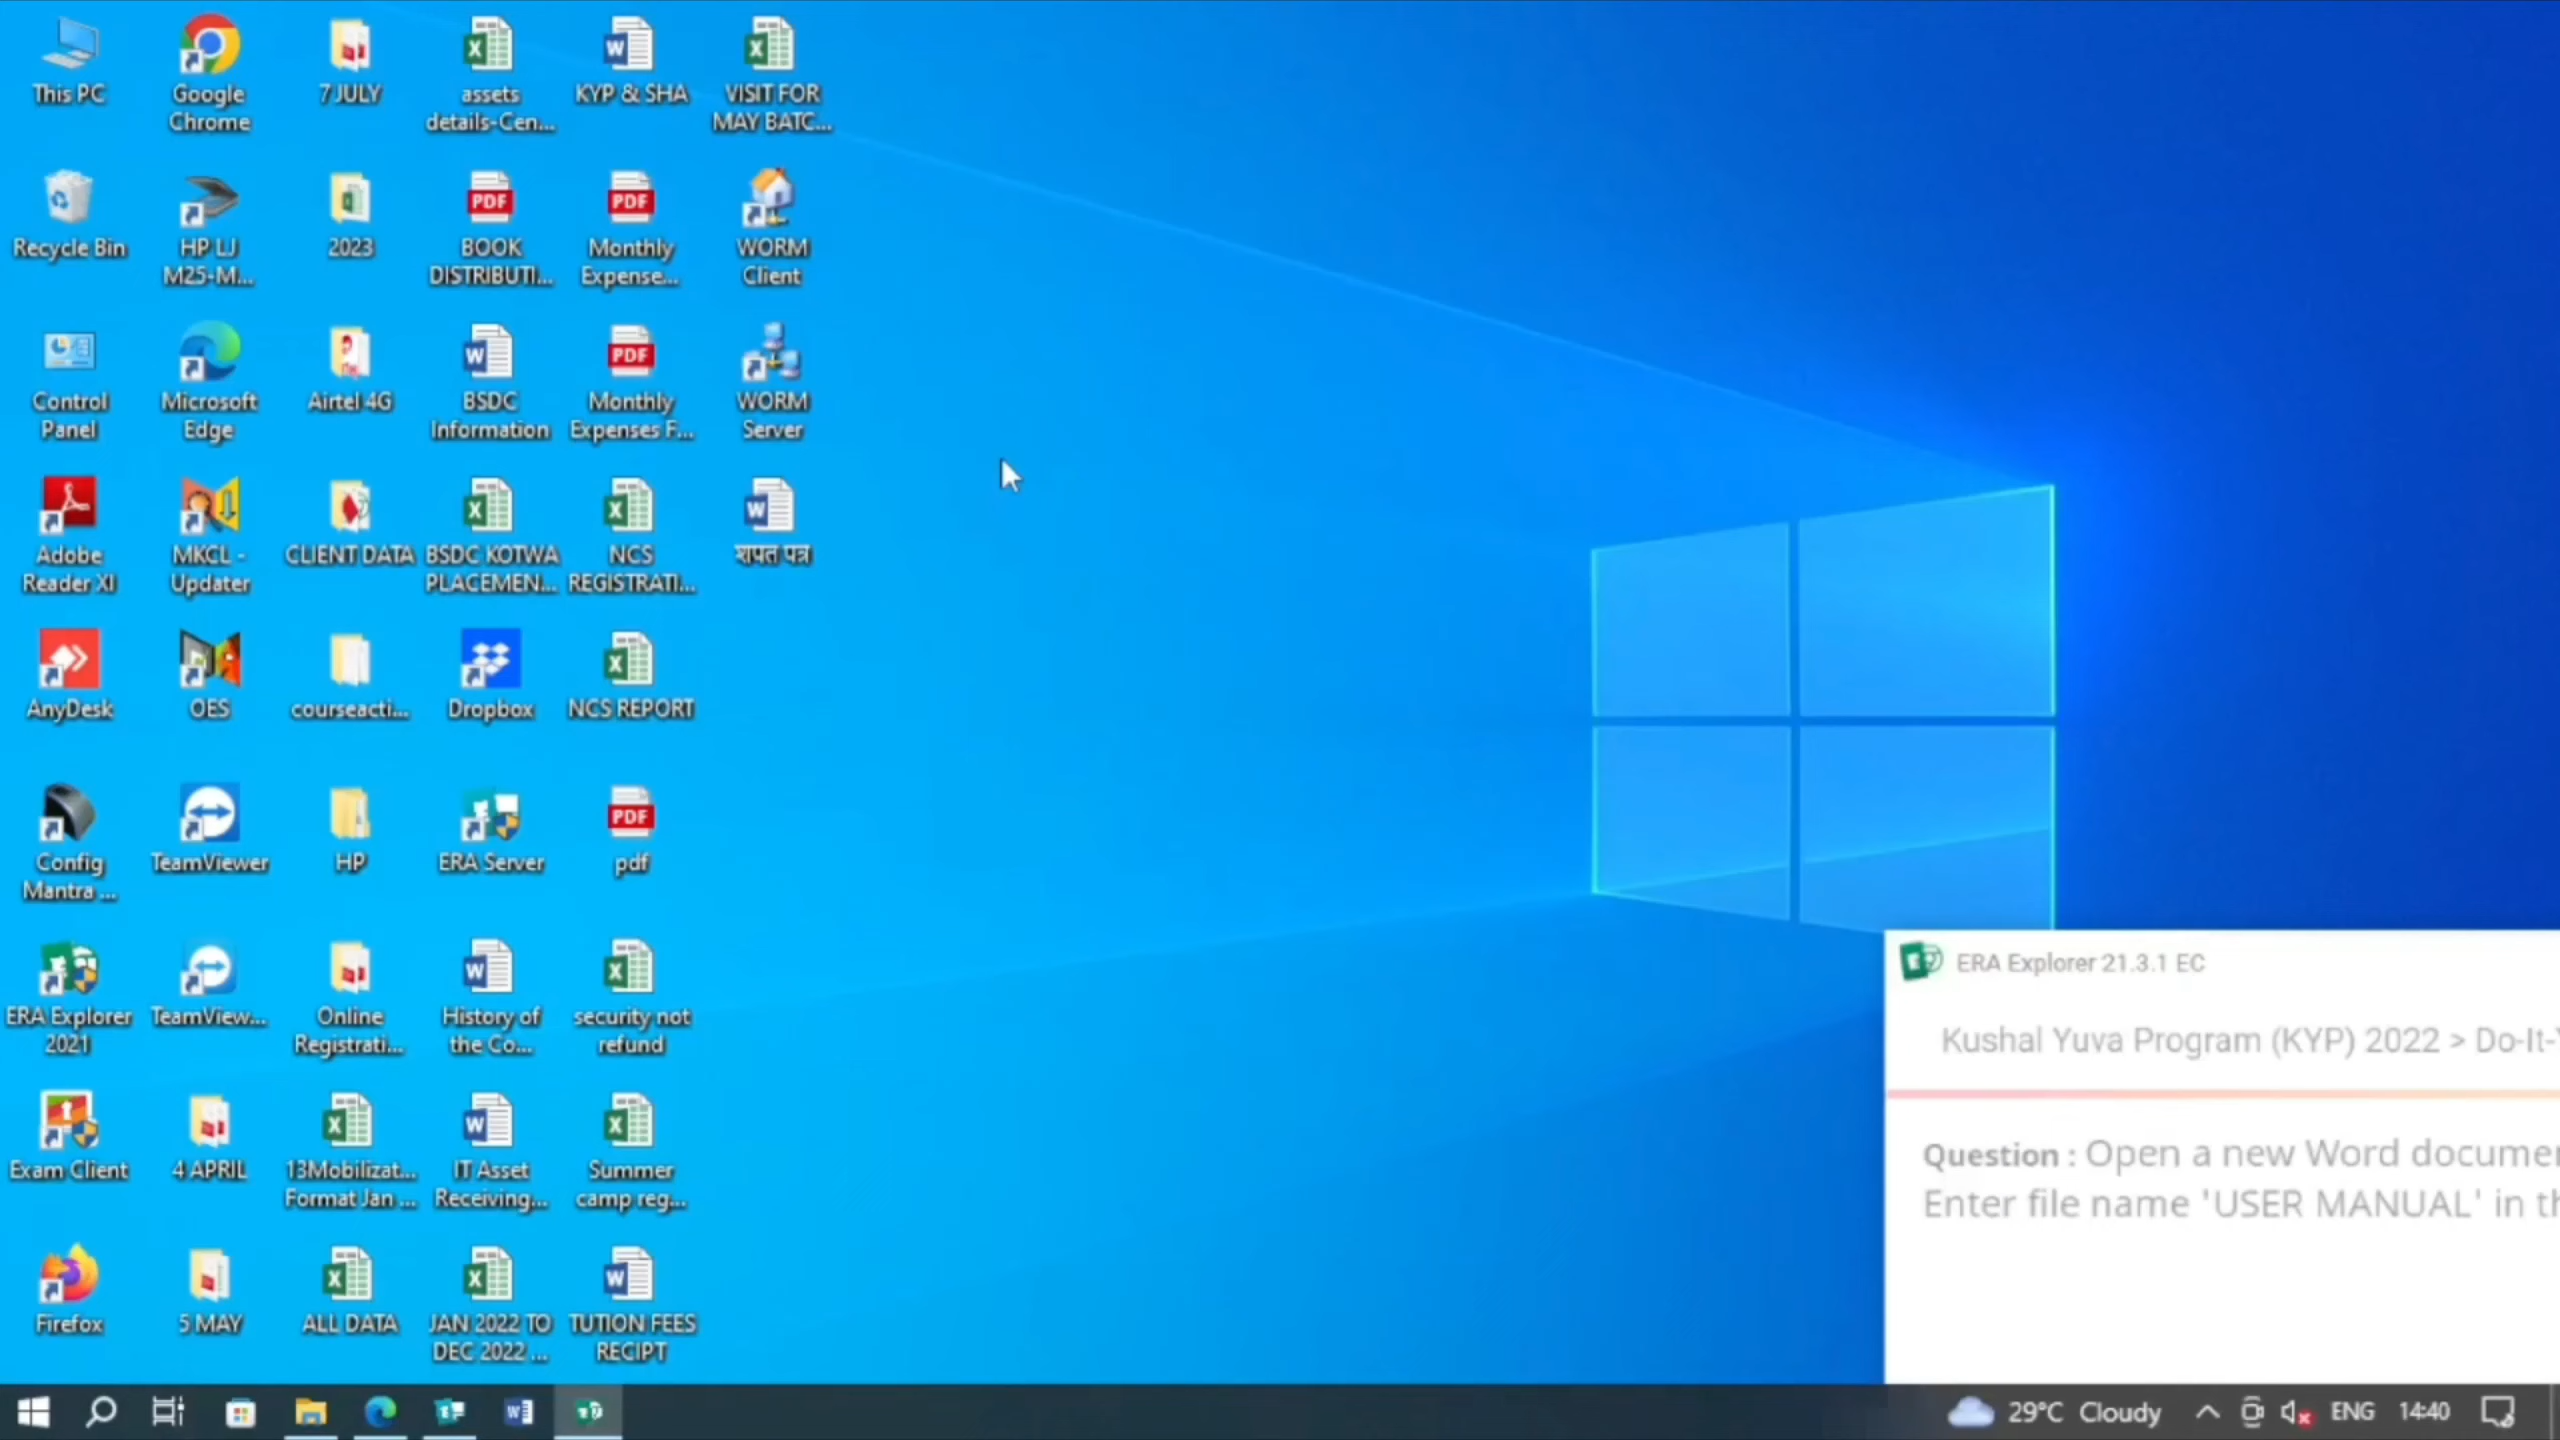 This PC
Google
Chrome
7 JULY
assets
details-Cen...
KYP & SHA
VISIT FOR
MAY BATC...
Recycle Bin
HP LJ
M25-M...
2023
PDF
BOOK
DISTRIBUTI...
PDF
Monthly
Expense...
WORM
Client
Control
Panel
Microsoft
Edge
Airtel 4G
BSDC
Information
PDF
Monthly
Expenses F...
WORM
Server
Adobe
Reader XI
MKCL -
Updater
CLIENT DATA
BSDC KOTWA
PLACEMEN...
NCS
REGISTRATI...
शपत पत्र
AnyDesk
OES
courseacti...
Dropbox
NCS REPORT
Config
Mantra ...
TeamViewer
HP
ERA Server
PDF
pdf
ERA Explorer
2021
TeamView...
Online
Registrati...
History of
the Co...
security not
refund
Exam Client
4 APRIL
13Mobilizat...
Format Jan ...
IT Asset
Receiving...
Summer
camp reg...
Firefox
5 MAY
ALL DATA
JAN 2022 TO
DEC 2022 ...
TUTION FEES
RECIPT
ERA Explorer 21.3.1 EC
Kushal Yuva Program (KYP) 2022 > Do-It-
Question : Open a new Word documen
Enter file name 'USER MANUAL' in th
29°C Cloudy
ENG
14:40